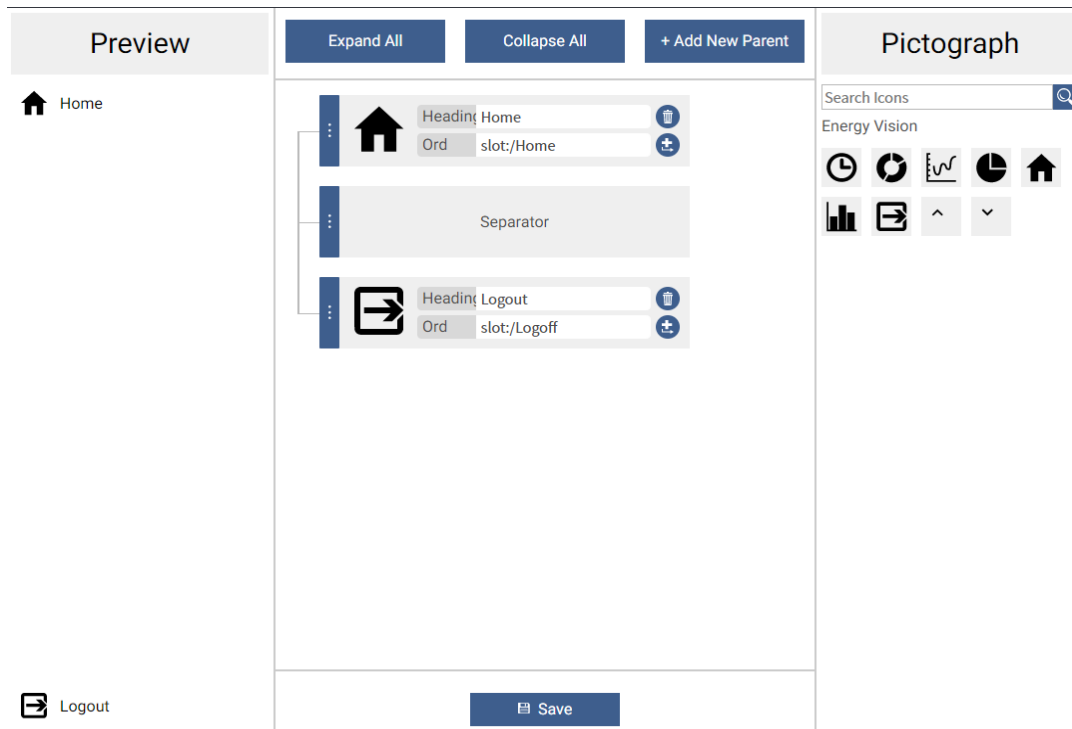 Preview
Home
Logout
Expand All
Collapse All
+ Add New Parent
Heading Home
Ord slot:/Home
Separator
Heading Logout
Ord slot:/Logoff
Save
Pictograph
Search Icons
Energy Vision